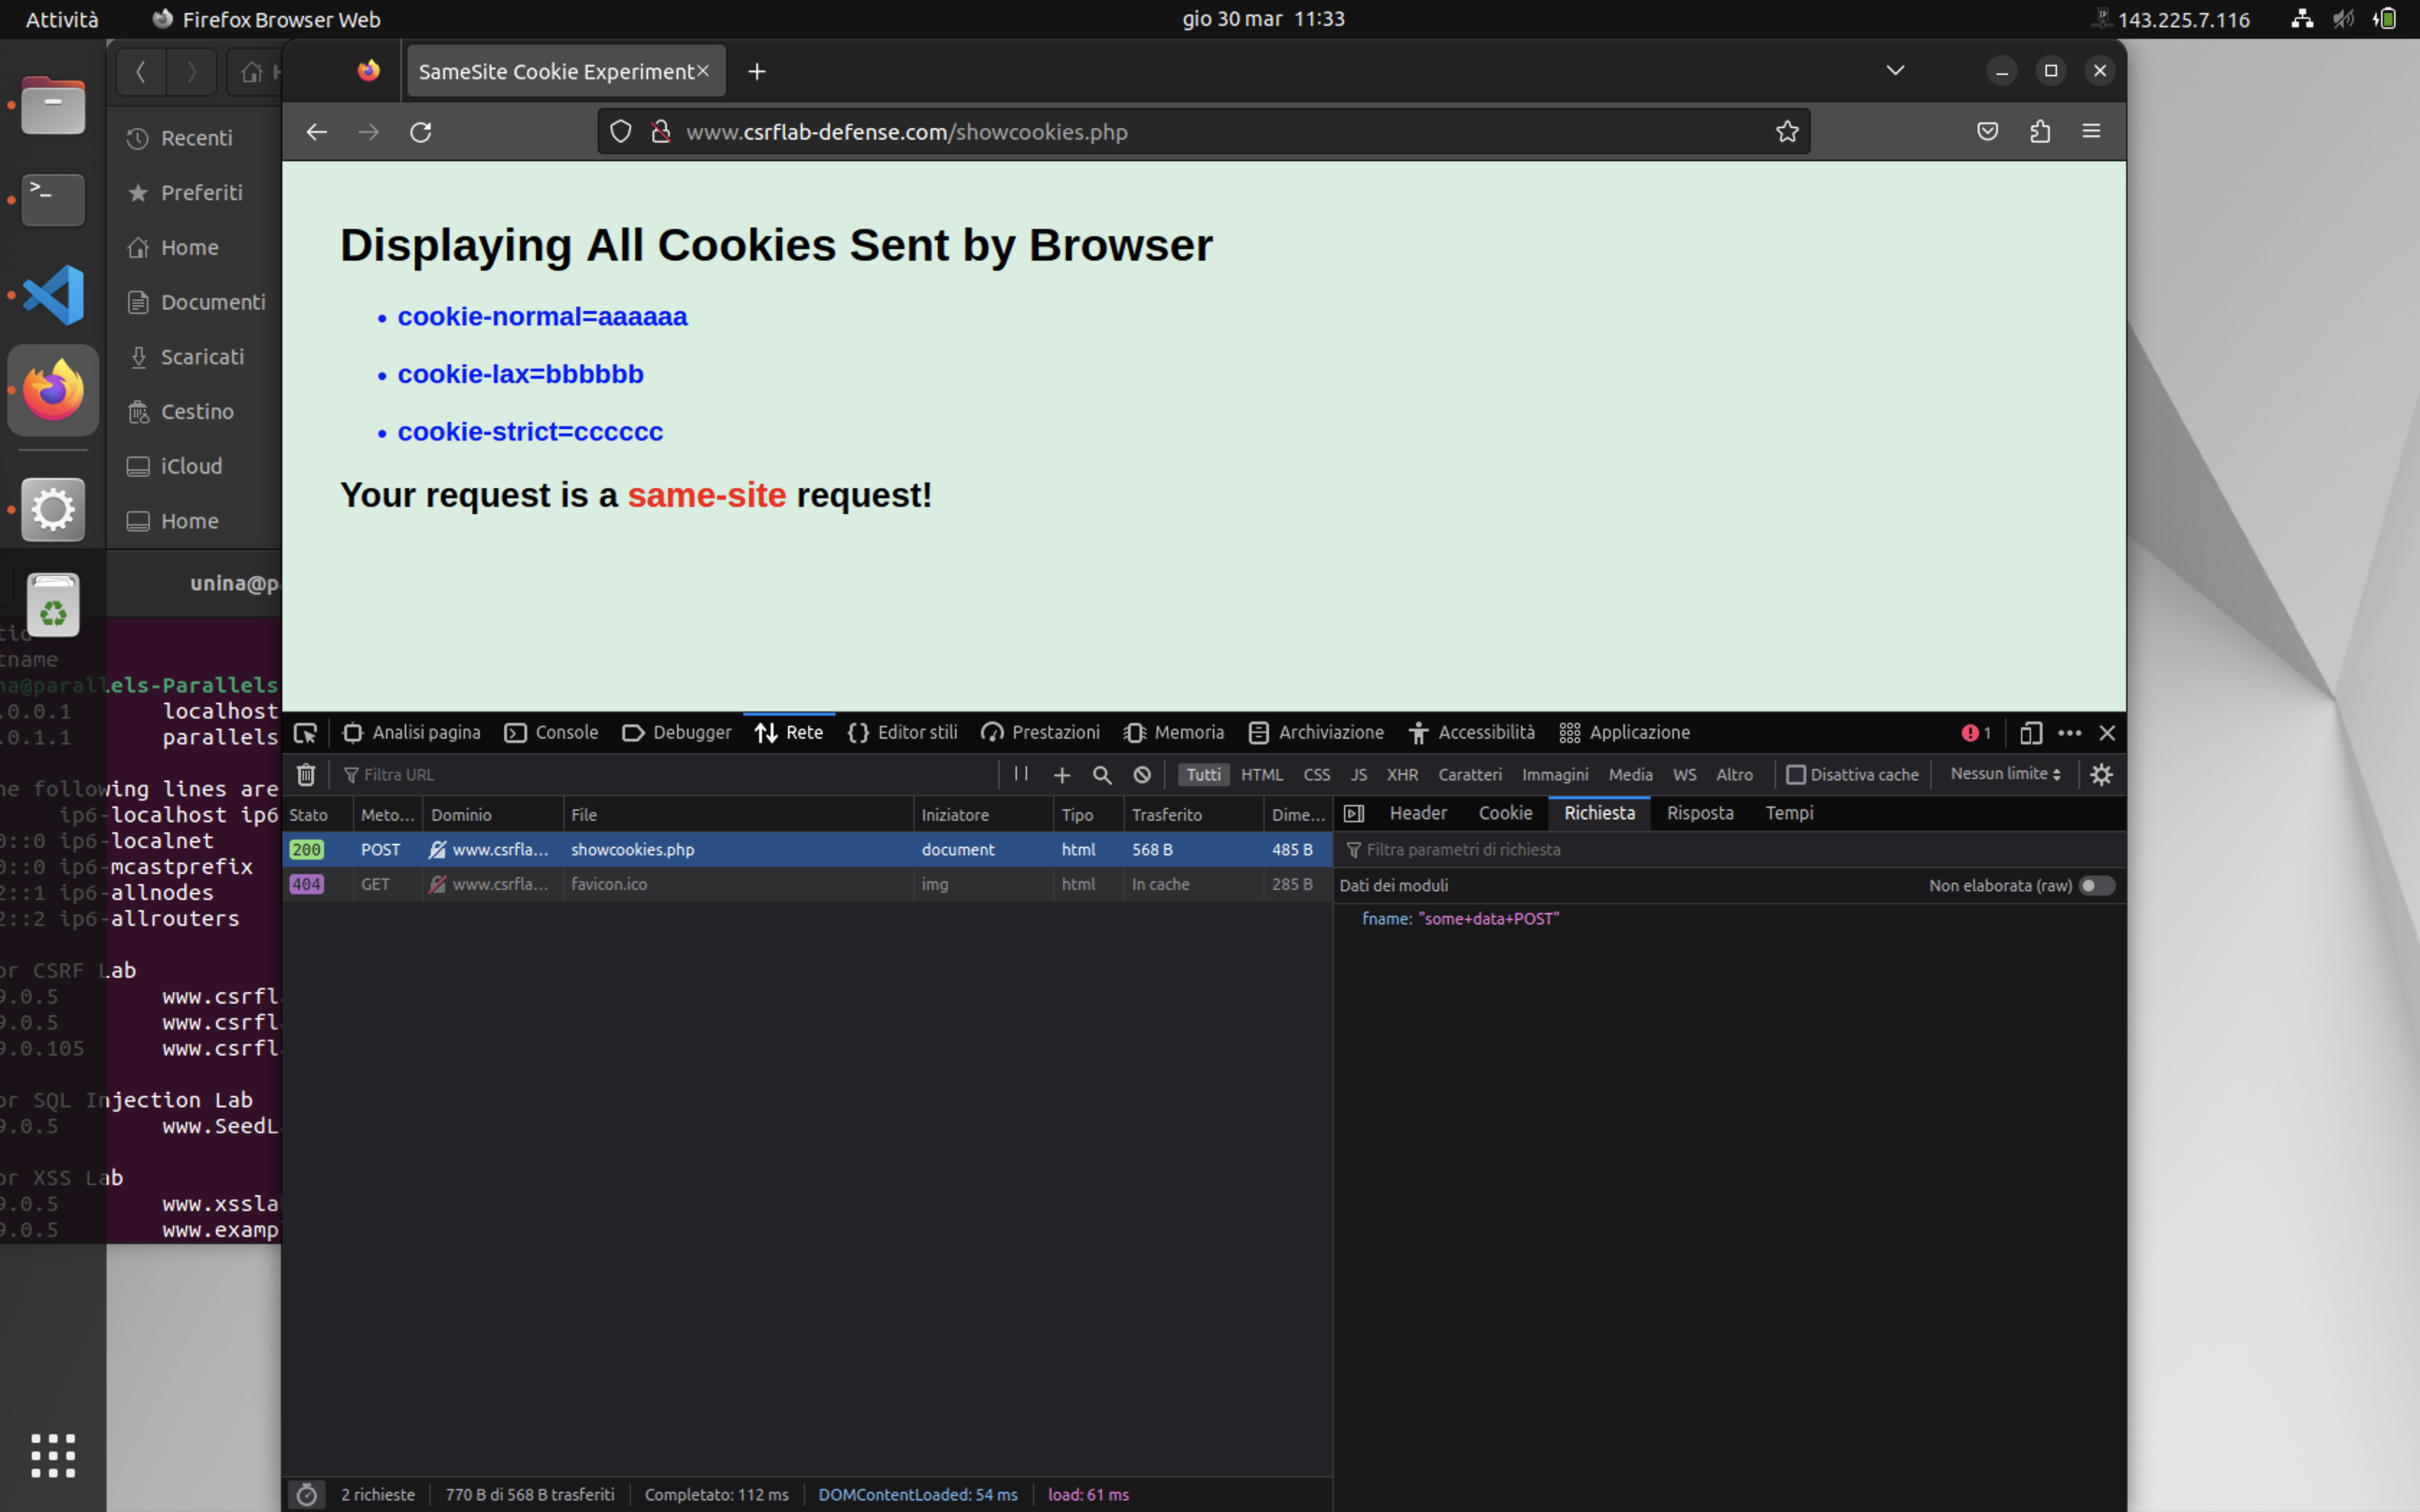 Attività
Firefox Browser Web
gio 30 mar 11:33
143.225.7.116
SameSite Cookie Experiment
www.csrflab-defense.com/showcookies.php
Recenti
Preferiti
Home
Documenti
Scaricati
Cestino
iCloud
Home
Displaying All Cookies Sent by Browser
• cookie-normal=aaaaaa
• cookie-lax=bbbbbb
• cookie-strict=cccccc
Your request is a same-site request!
unina@p
tname
na@parallels-Parallels
.0.0.1 localhost
.0.1.1 parallels
he following lines are
ip6-localhost ip6
0::0 ip6-localnet
0::0 ip6-mcastprefix
2::1 ip6-allnodes
2::2 ip6-allrouters
or CSRF Lab
9.0.5 www.csrfl
9.0.5 www.csrfl
9.0.105 www.csrfl
or SQL Injection Lab
9.0.5 www.SeedL
or XSS Lab
9.0.5 www.xssla
9.0.5 www.examp
Analisi pagina Console Debugger Rete Editor stili Prestazioni Memoria Archiviazione Accessibilità Applicazione 1
Filtra URL Tutti HTML CSS JS XHR Caratteri Immagini Media WS Altro Disattiva cache Nessun limite
Stato Meto... Dominio File Iniziatore Tipo Trasferito Dime...
200 POST www.csrfla... showcookies.php document html 568 B 485 B
404 GET www.csrfla... favicon.ico img html In cache 285 B
Header Cookie Richiesta Risposta Tempi
Filtra parametri di richiesta
Dati dei moduli Non elaborata (raw)
fname: "some+data+POST"
2 richieste 770 B di 568 B trasferiti Completato: 112 ms DOMContentLoaded: 54 ms load: 61 ms